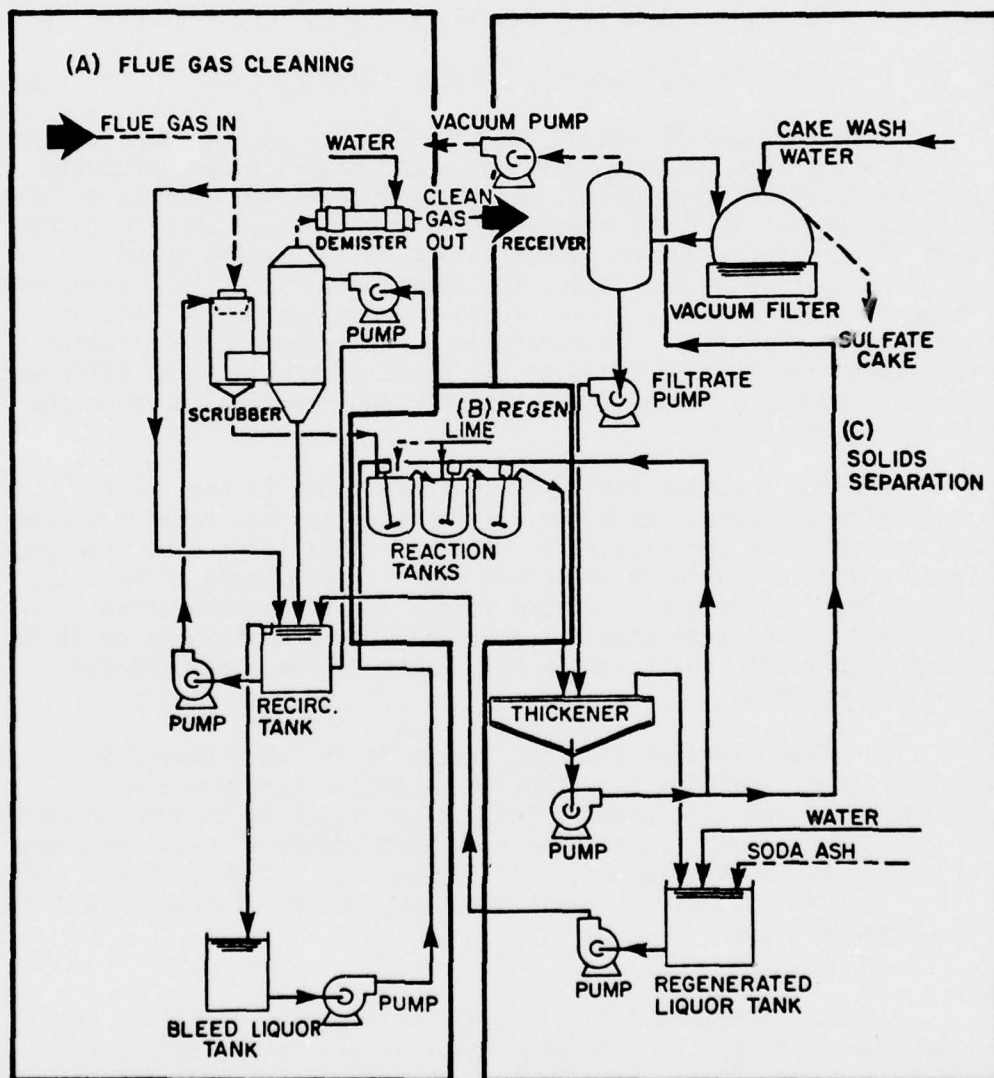 (A) FLUE GAS CLEANING
FLUE GAS IN
WATER
DEMISTER
CLEAN
GAS
OUT
VACUUM PUMP
RECEIVER
CAKE WASH
WATER
VACUUM FILTER
SULFATE
CAKE
PUMP
SCRUBBER
FILTRATE
PUMP
(B) REGEN
LIME
(C)
SOLIDS
SEPARATION
REACTION
TANKS
PUMP
RECIRC.
TANK
THICKENER
PUMP
WATER
SODA ASH
PUMP
REGENERATED
LIQUOR TANK
PUMP
BLEED LIQUOR
TANK